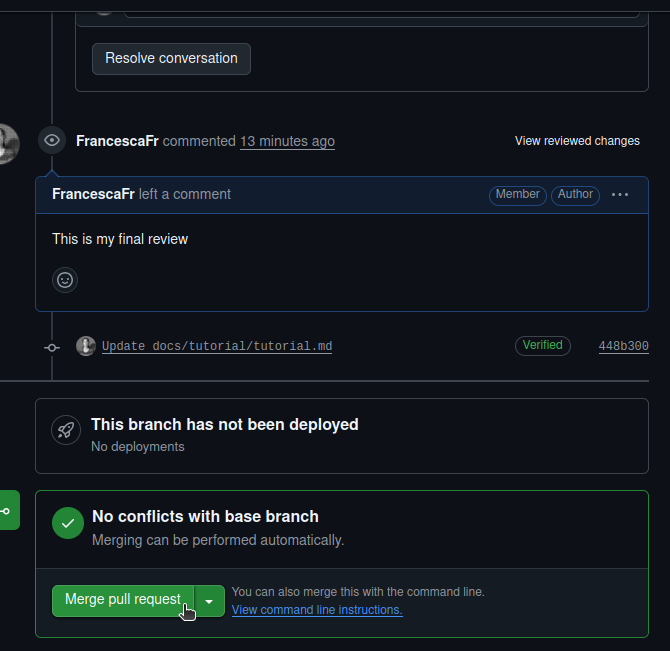 Resolve conversation
FrancescaFr commented 13 minutes ago
View reviewed changes
FrancescaFr left a comment
Member
Author
This is my final review
Update docs/tutorial/tutorial.md
Verified
448b300
This branch has not been deployed
No deployments
No conflicts with base branch
Merging can be performed automatically.
Merge pull request
You can also merge this with the command line.
View command line instructions.